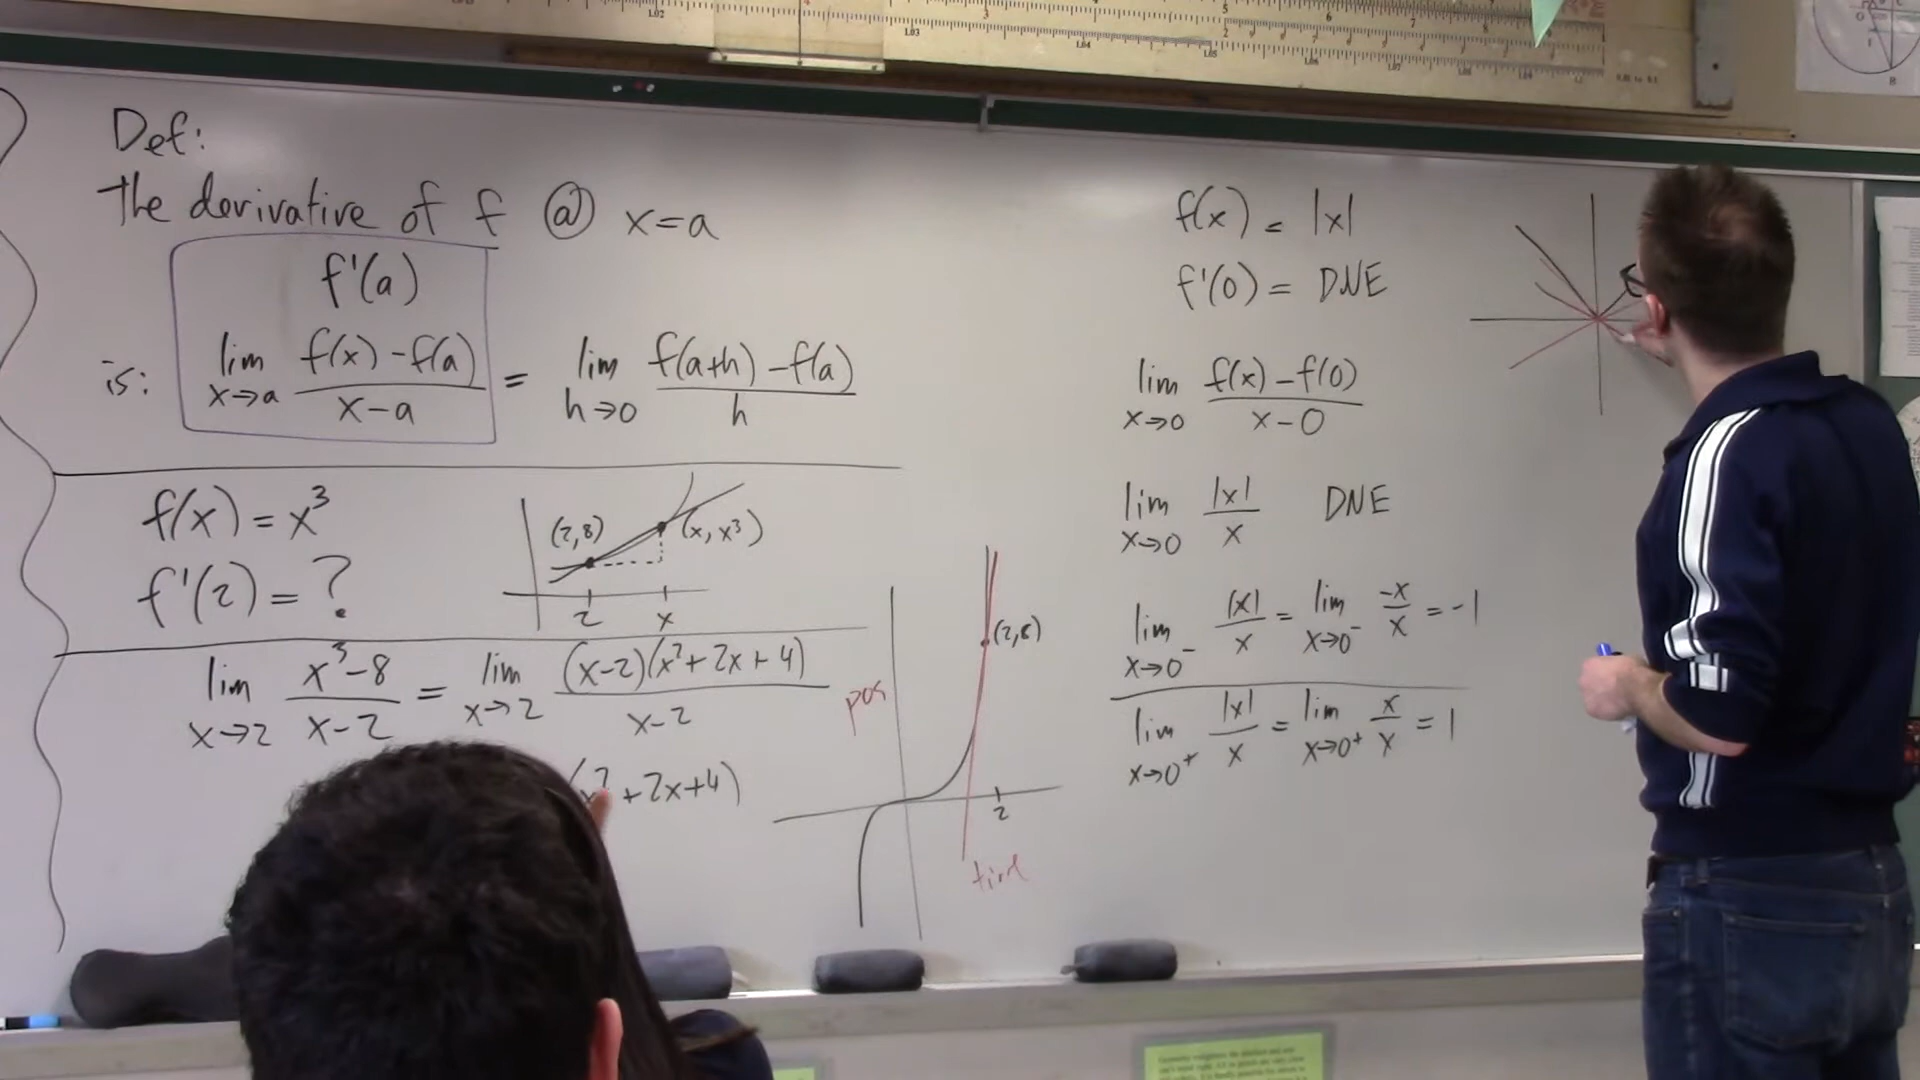 Def:
The derivative of f @ x=a
f'(a)
is: lim x→a f(x)-f(a) / x-a = lim h→0 f(a+h)-f(a) / h
f(x)=x³
f'(2)=?
(2,8) (x,x³)
2 x
lim x→2 x³-8 / x-2 = lim x→2 (x-2)(x²+2x+4) / x-2
(x²+2x+4)
pos
(2,8)
2
time
f(x) = |x|
f'(0) = DNE
lim x→0 f(x)-f(0) / x-0
lim x→0 |x| / x DNE
lim x→0⁻ |x| / x = lim x→0⁻ -x / x = -1
lim x→0⁺ |x| / x = lim x→0⁺ x / x = 1